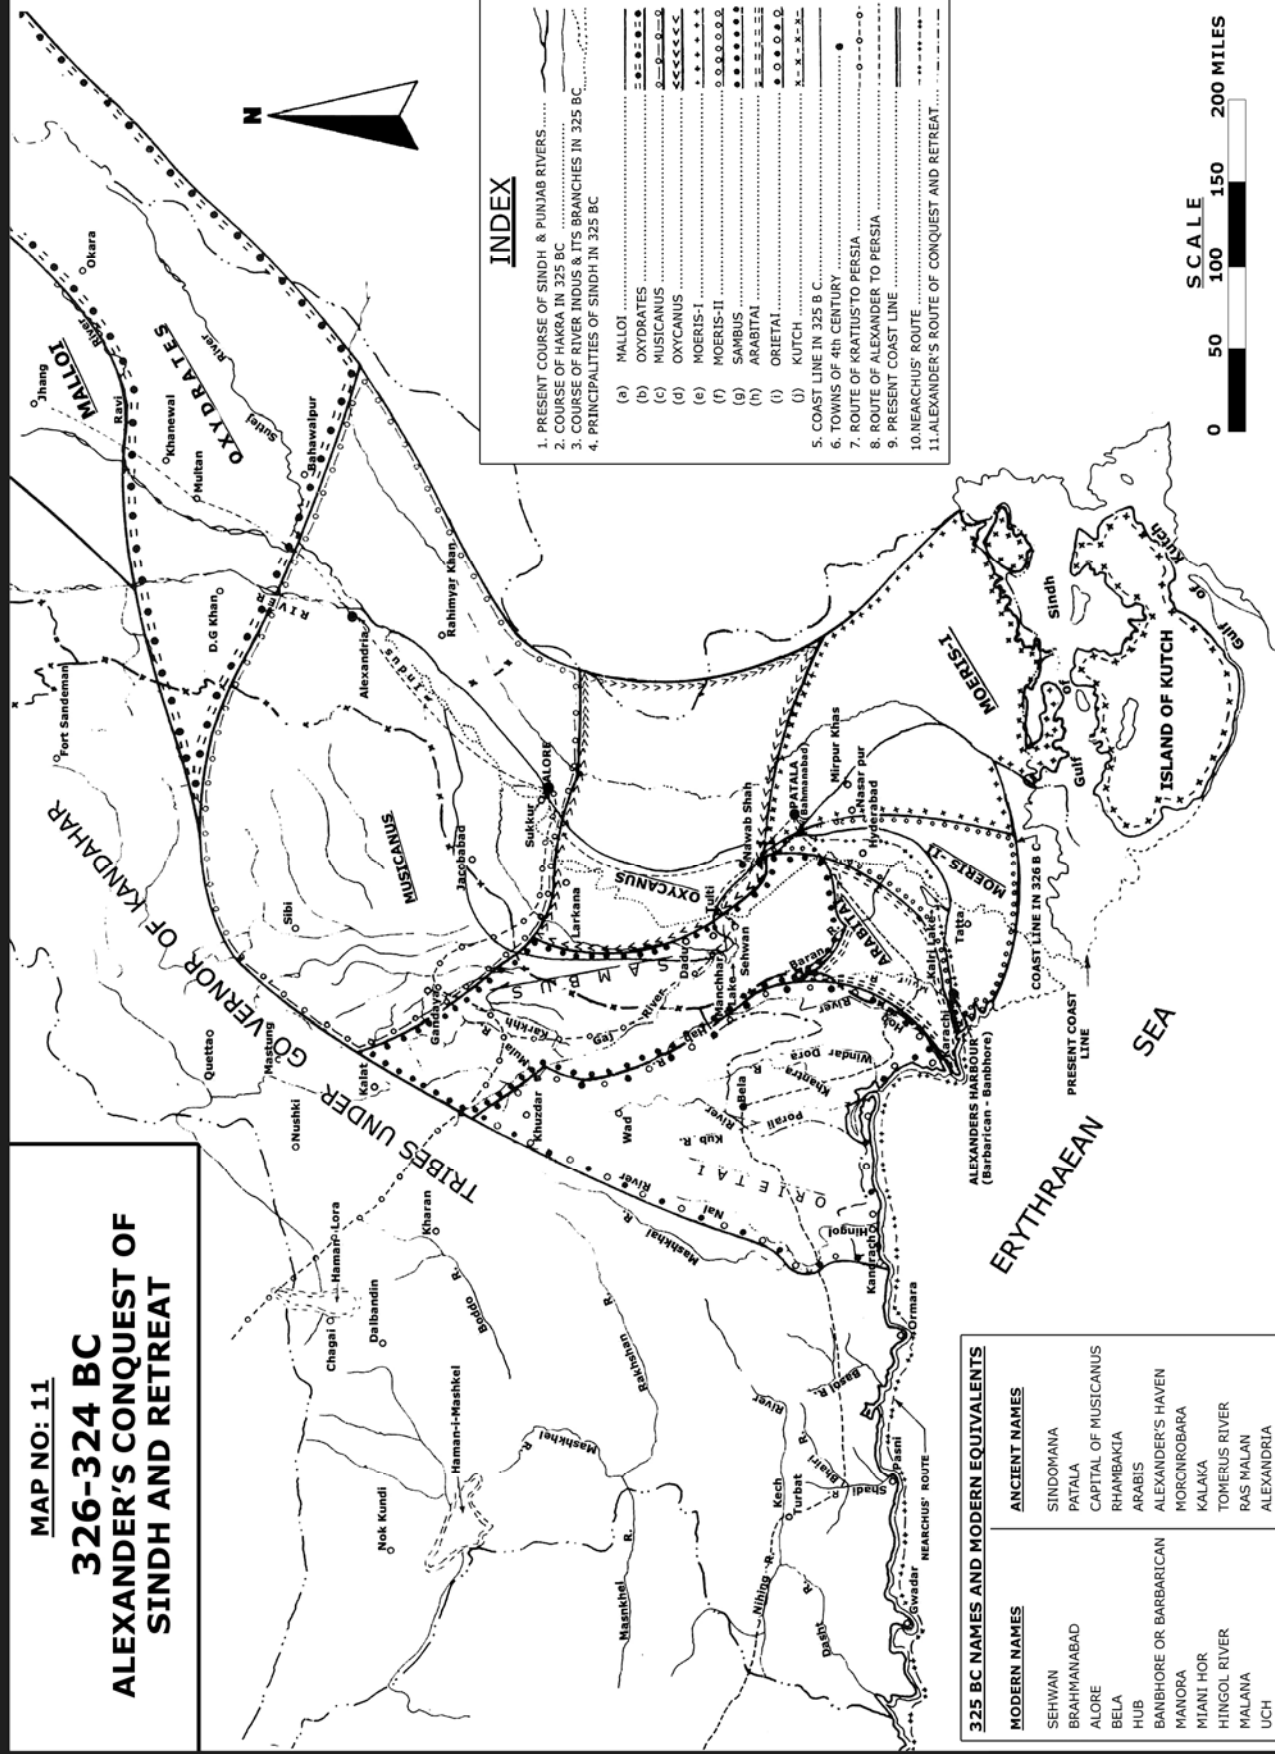 MAP NO: 11
326-324 BC
ALEXANDER'S CONQUEST OF
SINDH AND RETREAT
N
INDEX
1. PRESENT COURSE OF SINDH & PUNJAB RIVERS
2. COURSE OF HAKRA IN 325 BC
3. COURSE OF RIVER INDUS & ITS BRANCHES IN 325 BC
4. PRINCIPALITIES OF SINDH IN 325 BC
(a) MALLOI
(b) OXYDRATES
(c) MUSICANUS
(d) OXYCANUS
(e) MOERIS-I
(f) MOERIS-II
(g) SAMBUS
(h) ARABITAI
(i) ORIETAI
(j) KUTCH
5. COAST LINE IN 325 B C
6. TOWNS OF 4th CENTURY
7. ROUTE OF KRATIUS'TO PERSIA
8. ROUTE OF ALEXANDER TO PERSIA
9. PRESENT COAST LINE
10.NEARCHUS' ROUTE
11.ALEXANDER'S ROUTE OF CONQUEST AND RETREAT
SCALE
0 50 100 150 200 MILES
325 BC NAMES AND MODERN EQUIVALENTS
MODERN NAMES ANCIENT NAMES
SEHWAN SINDOMANA
BRAHMANABAD PATALA
ALORE CAPITAL OF MUSICANUS
BELA RHAMBAKIA
HUB ARABIS
BANBHORE OR BARBARICAN ALEXANDER'S HAVEN
MANORA MORCNROBARA
MIANI HOR KALAKA
HINGOL RIVER TOMERUS RIVER
MALANA RAS MALAN
UCH ALEXANDRIA
TRIBES UNDER GOVERNOR OF KANDAHAR
Jhang
Okara
MALLOI
River
Ravi
OXYDRATES
Khanewal
Multan
River
Sutlej
Bahawalpur
Fort Sandeman
D.G Khan
RIVER
Alexandria
Indus
Rahimyar Khan
MUSICANUS
Sibi
Jacobabad
Sukkur
ALORE
Larkana
OXYCANUS
Quetta
Mastung
Nushki
Kalat
Gandava
SAMBUS
Dadu
Tulti
Nawab Shah
PATALA
(Bahmanabad)
Mirpur Khas
Nasar pur
Hyderabad
Manchhar
Lake
Sehwan
Baran R.
ARABITAI
MOERIS-I
MOERIS-II
Kalri Lake
Tatta
Karachi
Mula R.
Karkhh
Gaj River
Hab R.
River
Khuzdar
Wad
Bela
Kub R.
River
Porali
Khantra
Windar Dora
R.
ORIETAI
Nai River
Mashkhai R.
Hingol
Kandrach
Ormara
Chagai
Haman-Lora
Dalbandin
Kharan
Boddo R.
Rakhshan R.
Haman-i-Mashkel
Nok Kundi
Mashkhel R.
Masnkhel R.
Basol R.
River
Kech
Turbat
Bhairi R.
Shadi R.
Pasni
Nihing R.
Dasht R.
Gwadar
NEARCHUS' ROUTE
ALEXANDERS HARBOUR
(Barbarican - Banbhore)
PRESENT COAST
LINE
COAST LINE IN 326 B C
ERYTHRAEAN SEA
Gulf of Sindh
ISLAND OF KUTCH
Gulf OF Kutch